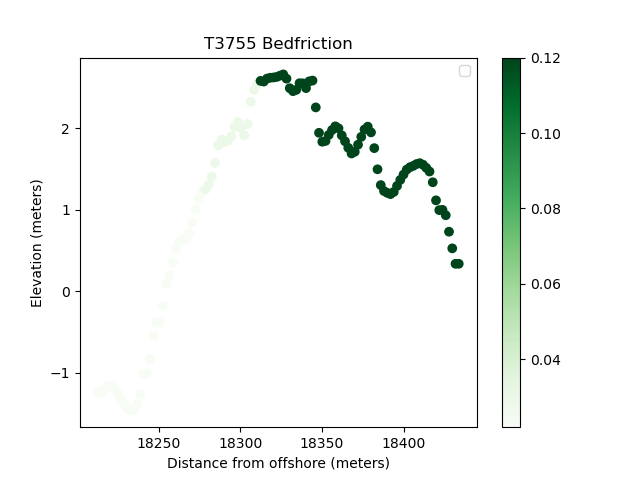 T3755 Bedfriction
Elevation (meters)
2
1
0
−1
18250 18300 18350 18400
Distance from offshore (meters)
0.12
0.10
0.08
0.06
0.04